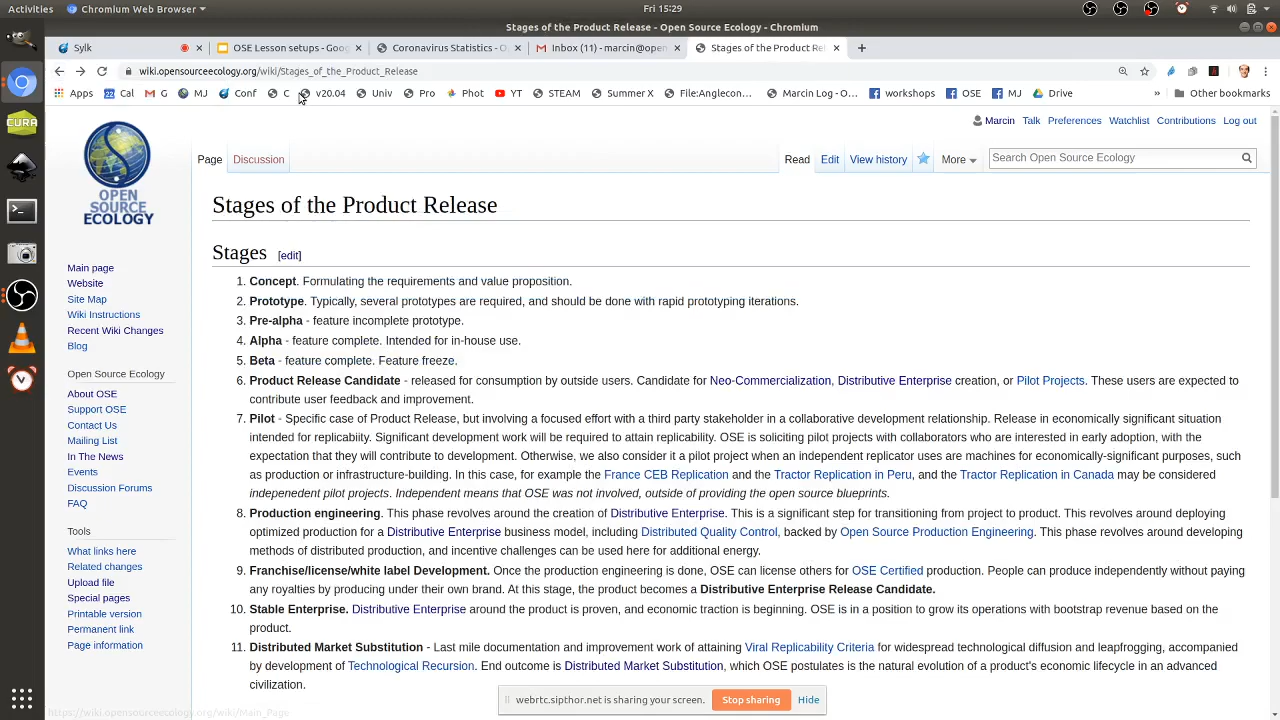 Activities
Chromium Web Browser
Fri 15:29
Stages of the Product Release - Open Source Ecology - Chromium
Sylk
OSE Lesson setups - Goog
Coronavirus Statistics - O
Inbox (11) - marcin@open
Stages of the Product Rel
wiki.opensourceecology.org/wiki/Stages_of_the_Product_Release
Apps
Cal
G
MJ
Conf
C
v20.04
Univ
Pro
Phot
YT
STEAM
Summer X
File:Anglecon...
Marcin Log - O...
workshops
OSE
MJ
Drive
»
Other bookmarks
Marcin Talk Preferences Watchlist Contributions Log out
Page Discussion
Read Edit View history More
Search Open Source Ecology
OPEN
SOURCE
ECOLOGY
Main page
Website
Site Map
Wiki Instructions
Recent Wiki Changes
Blog
Open Source Ecology
About OSE
Support OSE
Contact Us
Mailing List
In The News
Events
Discussion Forums
FAQ
Tools
What links here
Related changes
Upload file
Special pages
Printable version
Permanent link
Page information
Stages of the Product Release
Stages [edit]
1. Concept. Formulating the requirements and value proposition.
2. Prototype. Typically, several prototypes are required, and should be done with rapid prototyping iterations.
3. Pre-alpha - feature incomplete prototype.
4. Alpha - feature complete. Intended for in-house use.
5. Beta - feature complete. Feature freeze.
6. Product Release Candidate - released for consumption by outside users. Candidate for Neo-Commercialization, Distributive Enterprise creation, or Pilot Projects. These users are expected to
contribute user feedback and improvement.
7. Pilot - Specific case of Product Release, but involving a focused effort with a third party stakeholder in a collaborative development relationship. Release in economically significant situation
intended for replicabiity. Significant development work will be required to attain replicability. OSE is soliciting pilot projects with collaborators who are interested in early adoption, with the
expectation that they will contribute to development. Otherwise, we also consider it a pilot project when an independent replicator uses are machines for economically-significant purposes, such
as production or infrastructure-building. In this case, for example the France CEB Replication and the Tractor Replication in Peru, and the Tractor Replication in Canada may be considered
indepenedent pilot projects. Independent means that OSE was not involved, outside of providing the open source blueprints.
8. Production engineering. This phase revolves around the creation of Distributive Enterprise. This is a significant step for transitioning from project to product. This revolves around deploying
optimized production for a Distributive Enterprise business model, including Distributed Quality Control, backed by Open Source Production Engineering. This phase revolves around developing
methods of distributed production, and incentive challenges can be used here for additional energy.
9. Franchise/license/white label Development. Once the production engineering is done, OSE can license others for OSE Certified production. People can produce independently without paying
any royalties by producing under their own brand. At this stage, the product becomes a Distributive Enterprise Release Candidate.
10. Stable Enterprise. Distributive Enterprise around the product is proven, and economic traction is beginning. OSE is in a position to grow its operations with bootstrap revenue based on the
product.
11. Distributed Market Substitution - Last mile documentation and improvement work of attaining Viral Replicability Criteria for widespread technological diffusion and leapfrogging, accompanied
by development of Technological Recursion. End outcome is Distributed Market Substitution, which OSE postulates is the natural evolution of a product's economic lifecycle in an advanced
civilization.
webrtc.sipthor.net is sharing your screen. Stop sharing Hide
https://wiki.opensourceecology.org/wiki/Main_Page
CURA